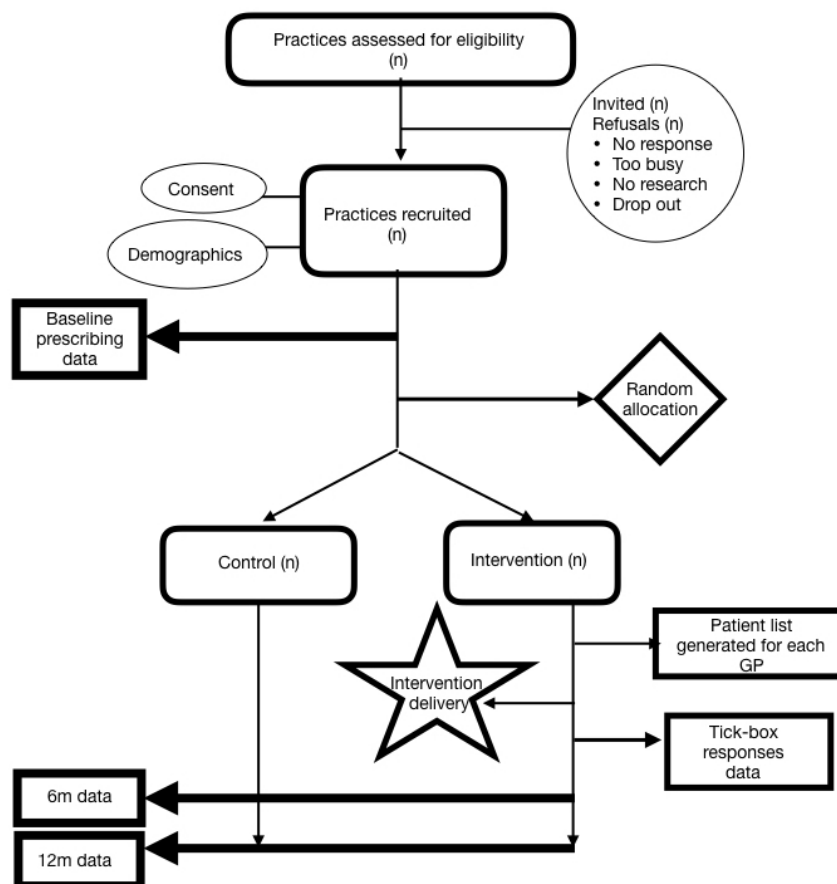 Practices assessed for eligibility
(n)
Invited (n)
Refusals (n)
• No response
• Too busy
• No research
• Drop out
Consent
Practices recruited
(n)
Demographics
Baseline
prescribing
data
Random
allocation
Control (n)
Intervention (n)
Patient list
generated for each
GP
Intervention
delivery
Tick-box
responses
data
6m data
12m data